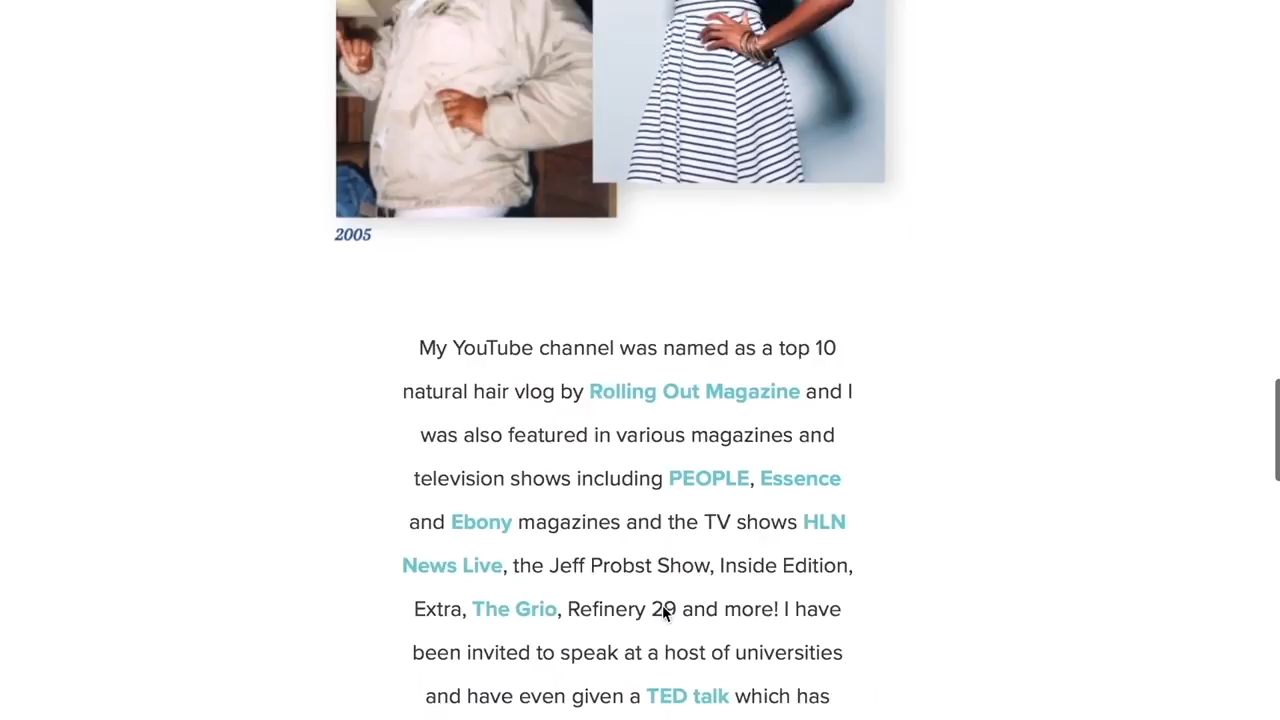 2005
My YouTube channel was named as a top 10
natural hair vlog by Rolling Out Magazine and I
was also featured in various magazines and
television shows including PEOPLE, Essence
and Ebony magazines and the TV shows HLN
News Live, the Jeff Probst Show, Inside Edition,
Extra, The Grio, Refinery 29 and more! I have
been invited to speak at a host of universities
and have even given a TED talk which has